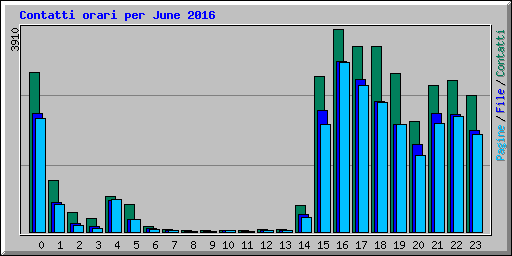 Contatti orari per June 2016
3910
Pagine/File/Contatti
0 1 2 3 4 5 6 7 8 9 10 11 12 13 14 15 16 17 18 19 20 21 22 23